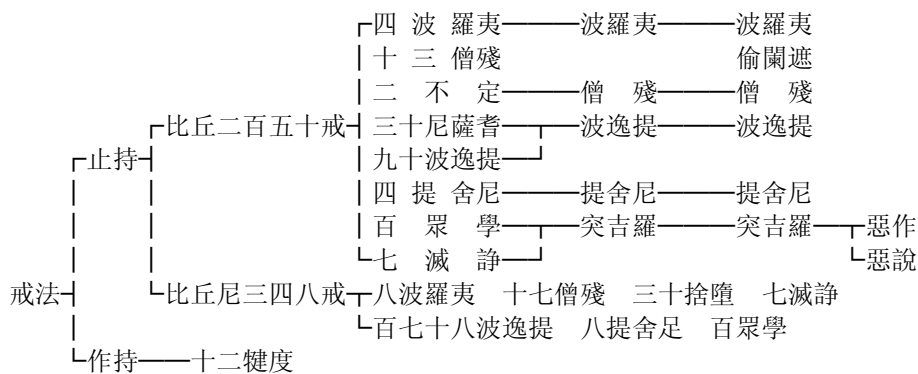 四波羅夷 波羅夷 波羅夷
十三僧殘 偷蘭遮
二不定 僧殘 僧殘
比丘二百五十戒 三十尼薩耆 波逸提 波逸提
止持 九十波逸提
四提舍尼 提舍尼 提舍尼
百眾學 突吉羅 突吉羅 惡作
七滅諍 惡說
戒法 比丘尼三四八戒 八波羅夷 十七僧殘 三十捨墮 七滅諍
百七十八波逸提 八提舍足 百眾學
作持 十二犍度